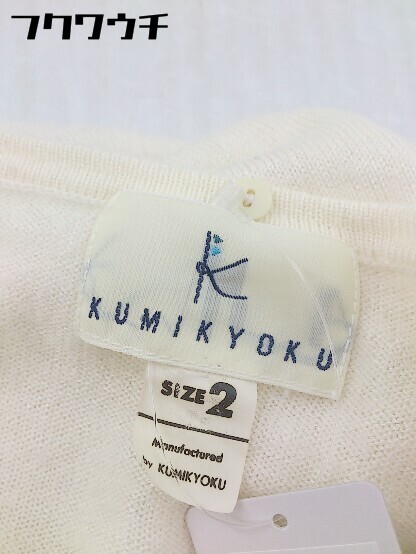 フクワウチ
KUMIKYOKU
SIZE 2
Manufactured
by KUMIKYOKU